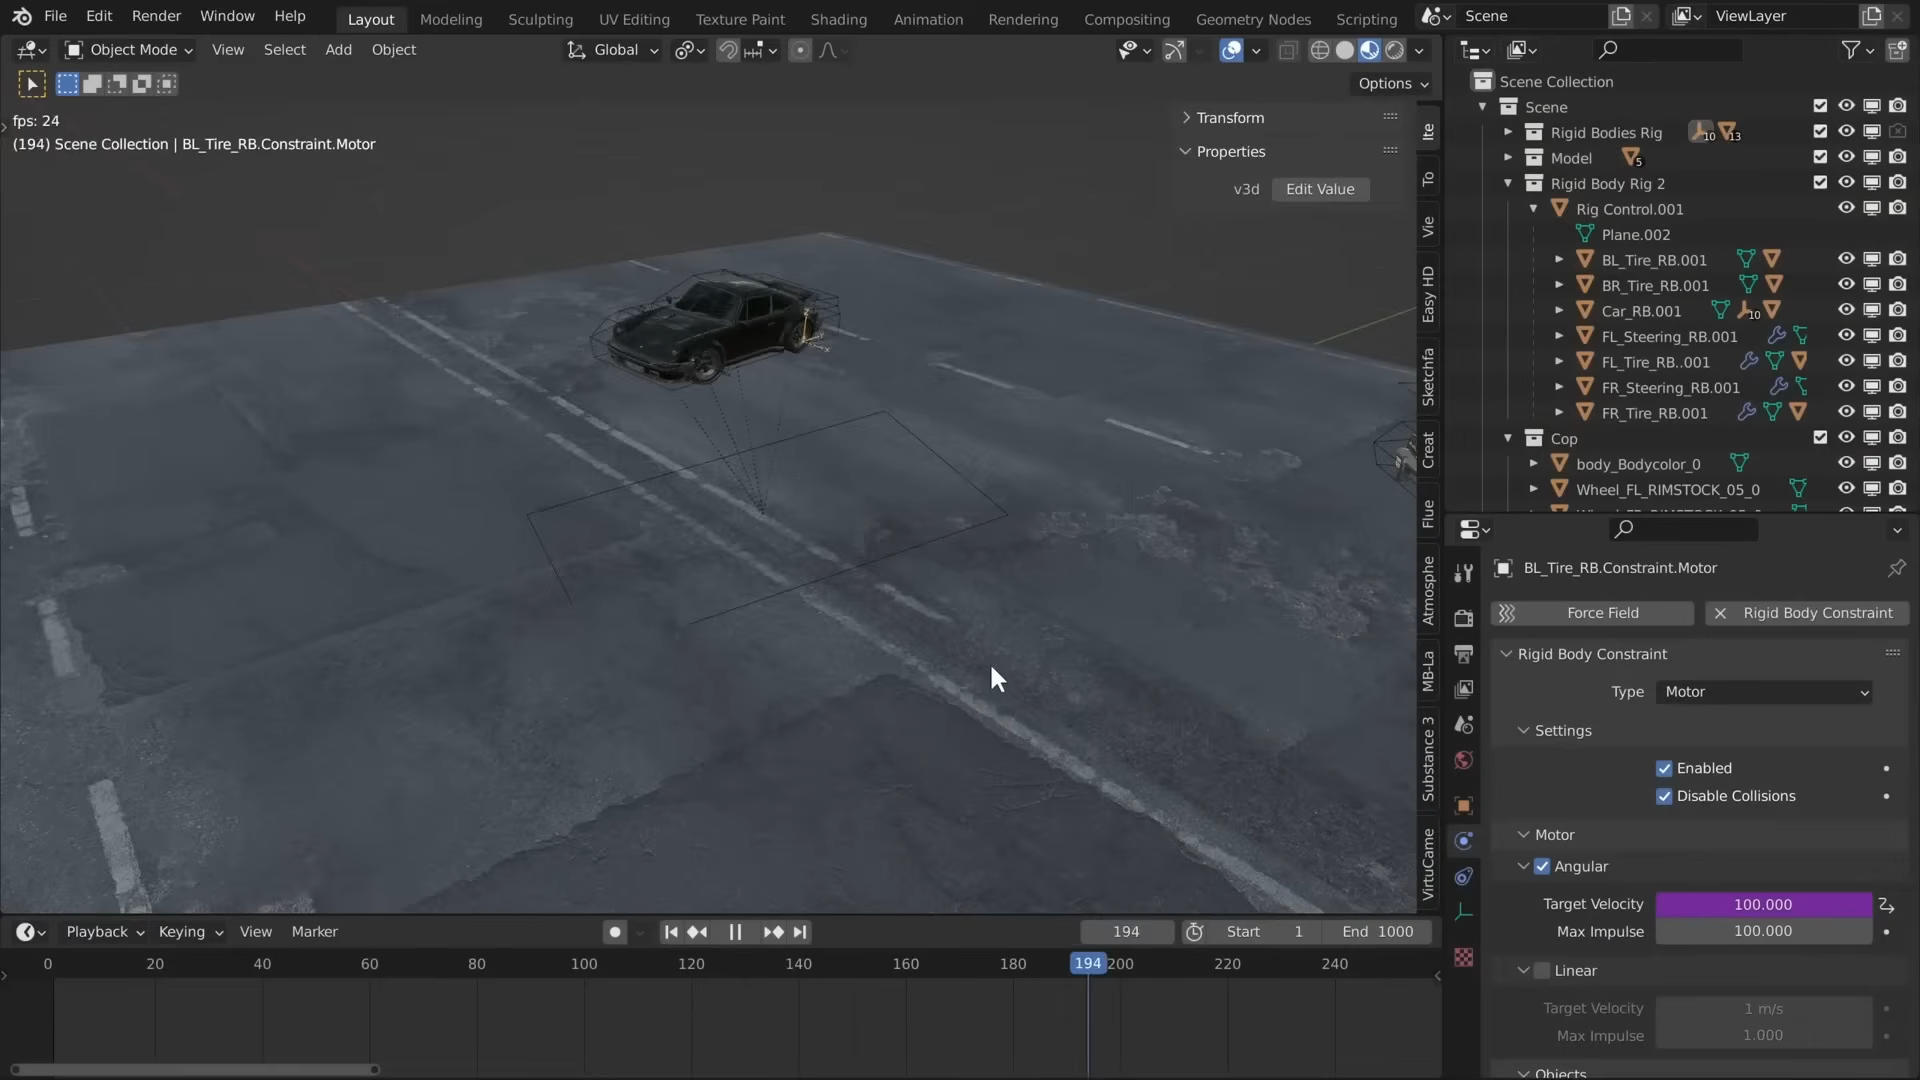 File Edit Render Window Help Layout Modeling Sculpting UV Editing Texture Paint Shading Animation Rendering Compositing Geometry Nodes Scripting Scene ViewLayer
Object Mode View Select Add Object Global
Options
fps: 24
(194) Scene Collection | BL_Tire_RB.Constraint.Motor
Transform
Properties
v3d Edit Value
Ite
To
Vie
Easy HD
Sketchfa
Creat
Flue
Atmosphe
MB-La
Substance 3
VirtuCame
Scene Collection
Scene
Rigid Bodies Rig 10 13
Model 5
Rigid Body Rig 2
Rig Control.001
Plane.002
BL_Tire_RB.001
BR_Tire_RB.001
Car_RB.001 10
FL_Steering_RB.001
FL_Tire_RB..001
FR_Steering_RB.001
FR_Tire_RB.001
Cop
body_Bodycolor_0
Wheel_FL_RIMSTOCK_05_0
BL_Tire_RB.Constraint.Motor
Force Field Rigid Body Constraint
Rigid Body Constraint
Type Motor
Settings
Enabled
Disable Collisions
Motor
Angular
Target Velocity 100.000
Max Impulse 100.000
Linear
Target Velocity 1 m/s
Max Impulse 1.000
Objects
Playback Keying View Marker 194 Start 1 End 1000
0 20 40 60 80 100 120 140 160 180 194 200 220 240